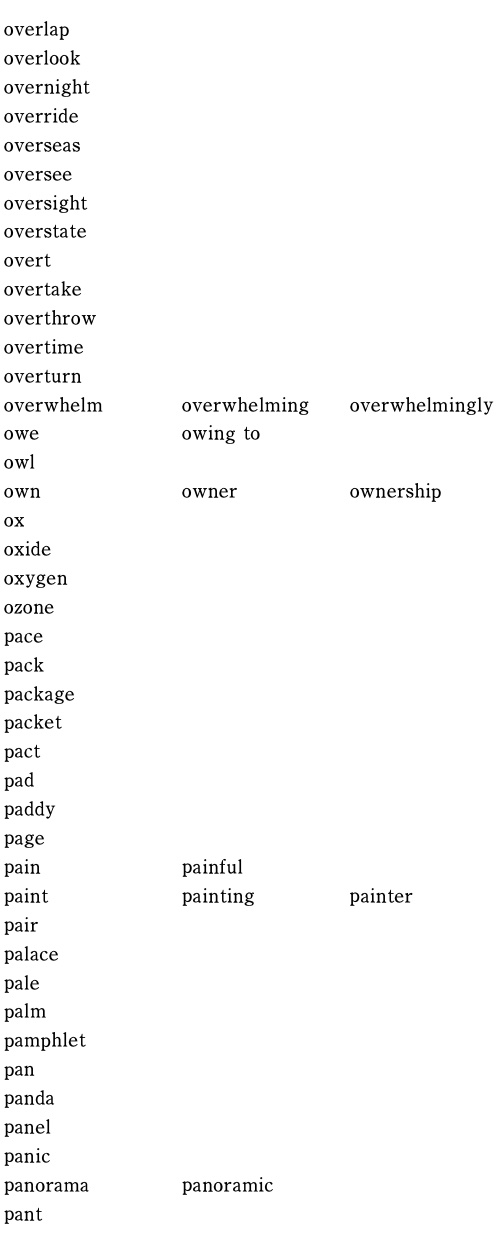 overlap
overlook
overnight
override
overseas
oversee
oversight
overstate
overt
overtake
overthrow
overtime
overturn
overwhelm overwhelming overwhelmingly
owe owing to
owl
own owner ownership
ox
oxide
oxygen
ozone
pace
pack
package
packet
pact
pad
paddy
page
pain painful
paint painting painter
pair
palace
pale
palm
pamphlet
pan
panda
panel
panic
panorama panoramic
pant